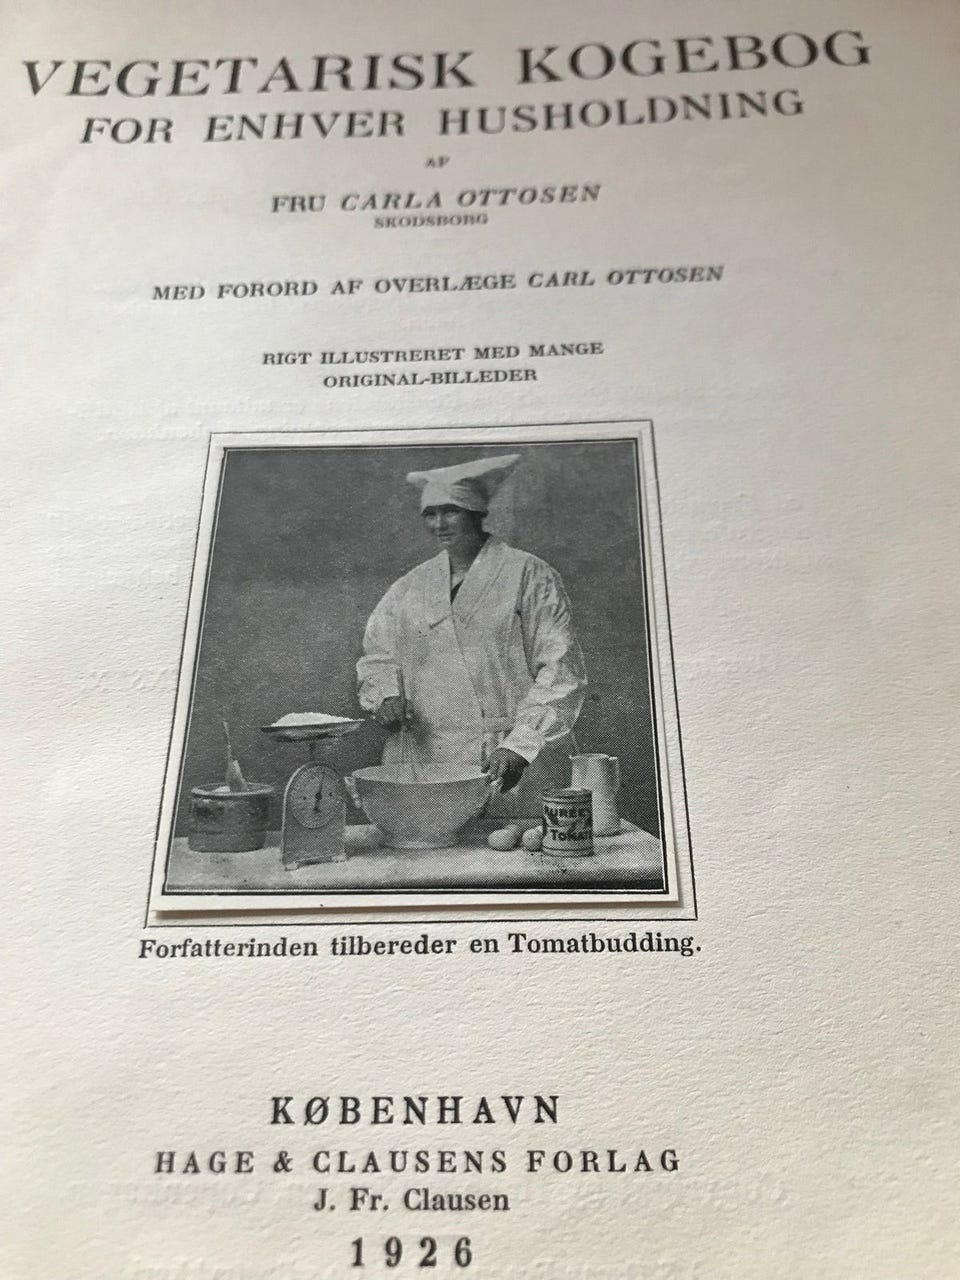 VEGETARISK KOGEBOG
FOR ENHVER HUSHOLDNING
AF
FRU CARLA OTTOSEN
SKODSBORG
MED FORORD AF OVERLÆGE CARL OTTOSEN
RIGT ILLUSTRERET MED MANGE
ORIGINAL-BILLEDER
Forfatterinden tilbereder en Tomatbudding.
KØBENHAVN
HAGE & CLAUSENS FORLAG
J. Fr. Clausen
1926